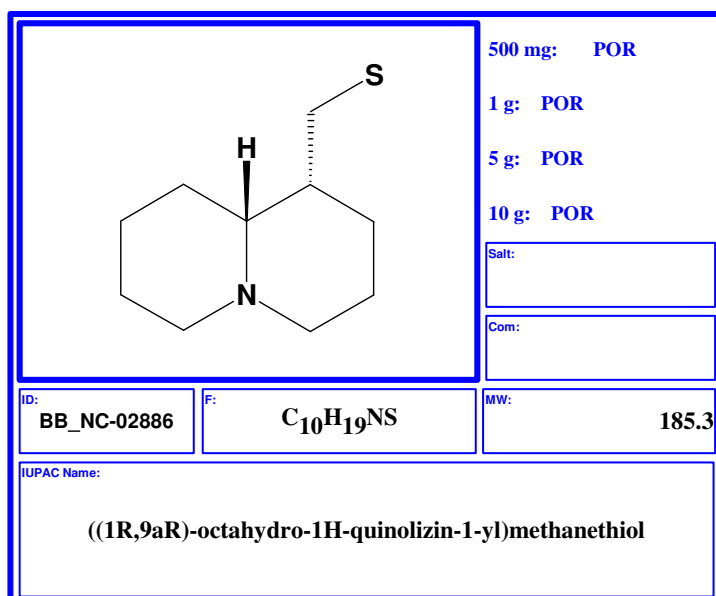 S
H
N
500 mg: POR
1 g: POR
5 g: POR
10 g: POR
Salt:
Com:
ID:
BB_NC-02886
F:
C10H19NS
MW:
185.3
IUPAC Name:
((1R,9aR)-octahydro-1H-quinolizin-1-yl)methanethiol